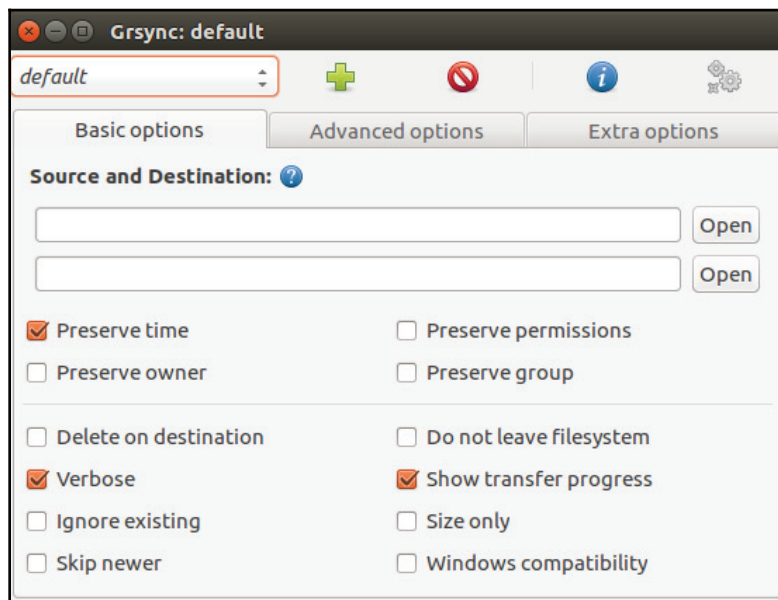 Grsync: default
default
Basic options Advanced options Extra options
Source and Destination:
Open
Open
Preserve time Preserve permissions
Preserve owner Preserve group
Delete on destination Do not leave filesystem
Verbose Show transfer progress
Ignore existing Size only
Skip newer Windows compatibility